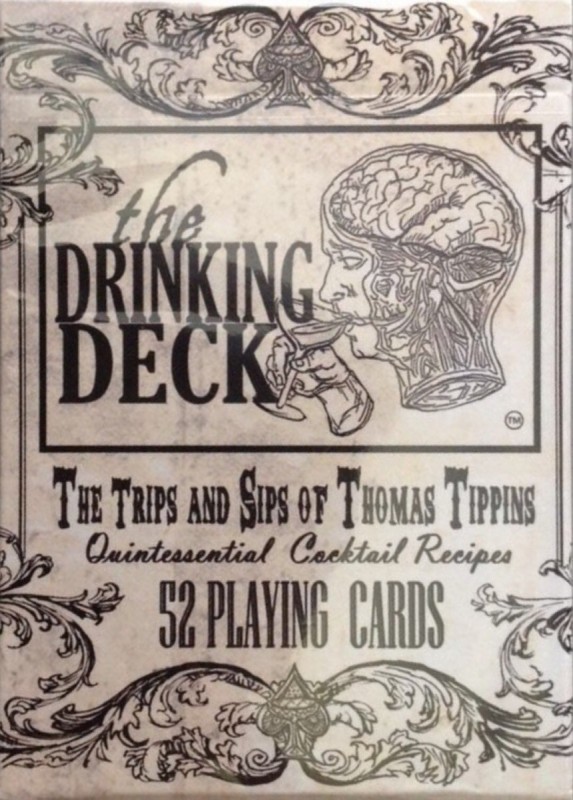 the
DRINKING
DECK
TM
THE TRIPS AND SIPS OF THOMAS TIPPINS
Quintessential Cocktail Recipes
52 PLAYING CARDS